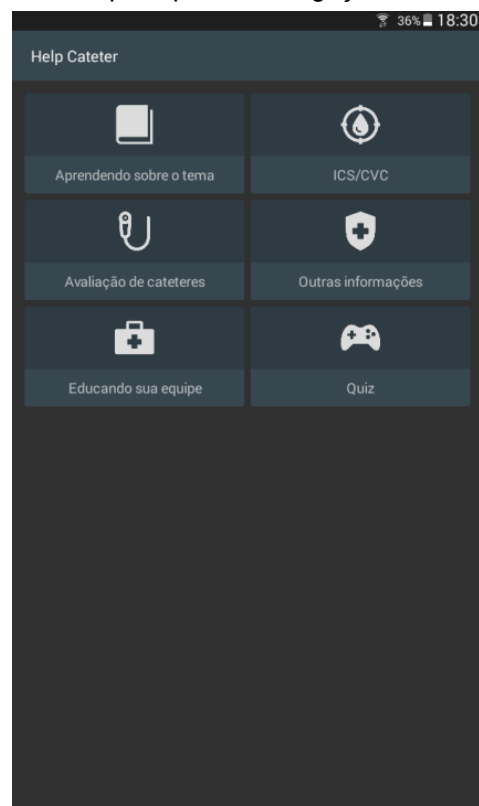 36% 18:30
Help Cateter
Aprendendo sobre o tema
ICS/CVC
Avaliação de cateteres
Outras informações
Educando sua equipe
Quiz